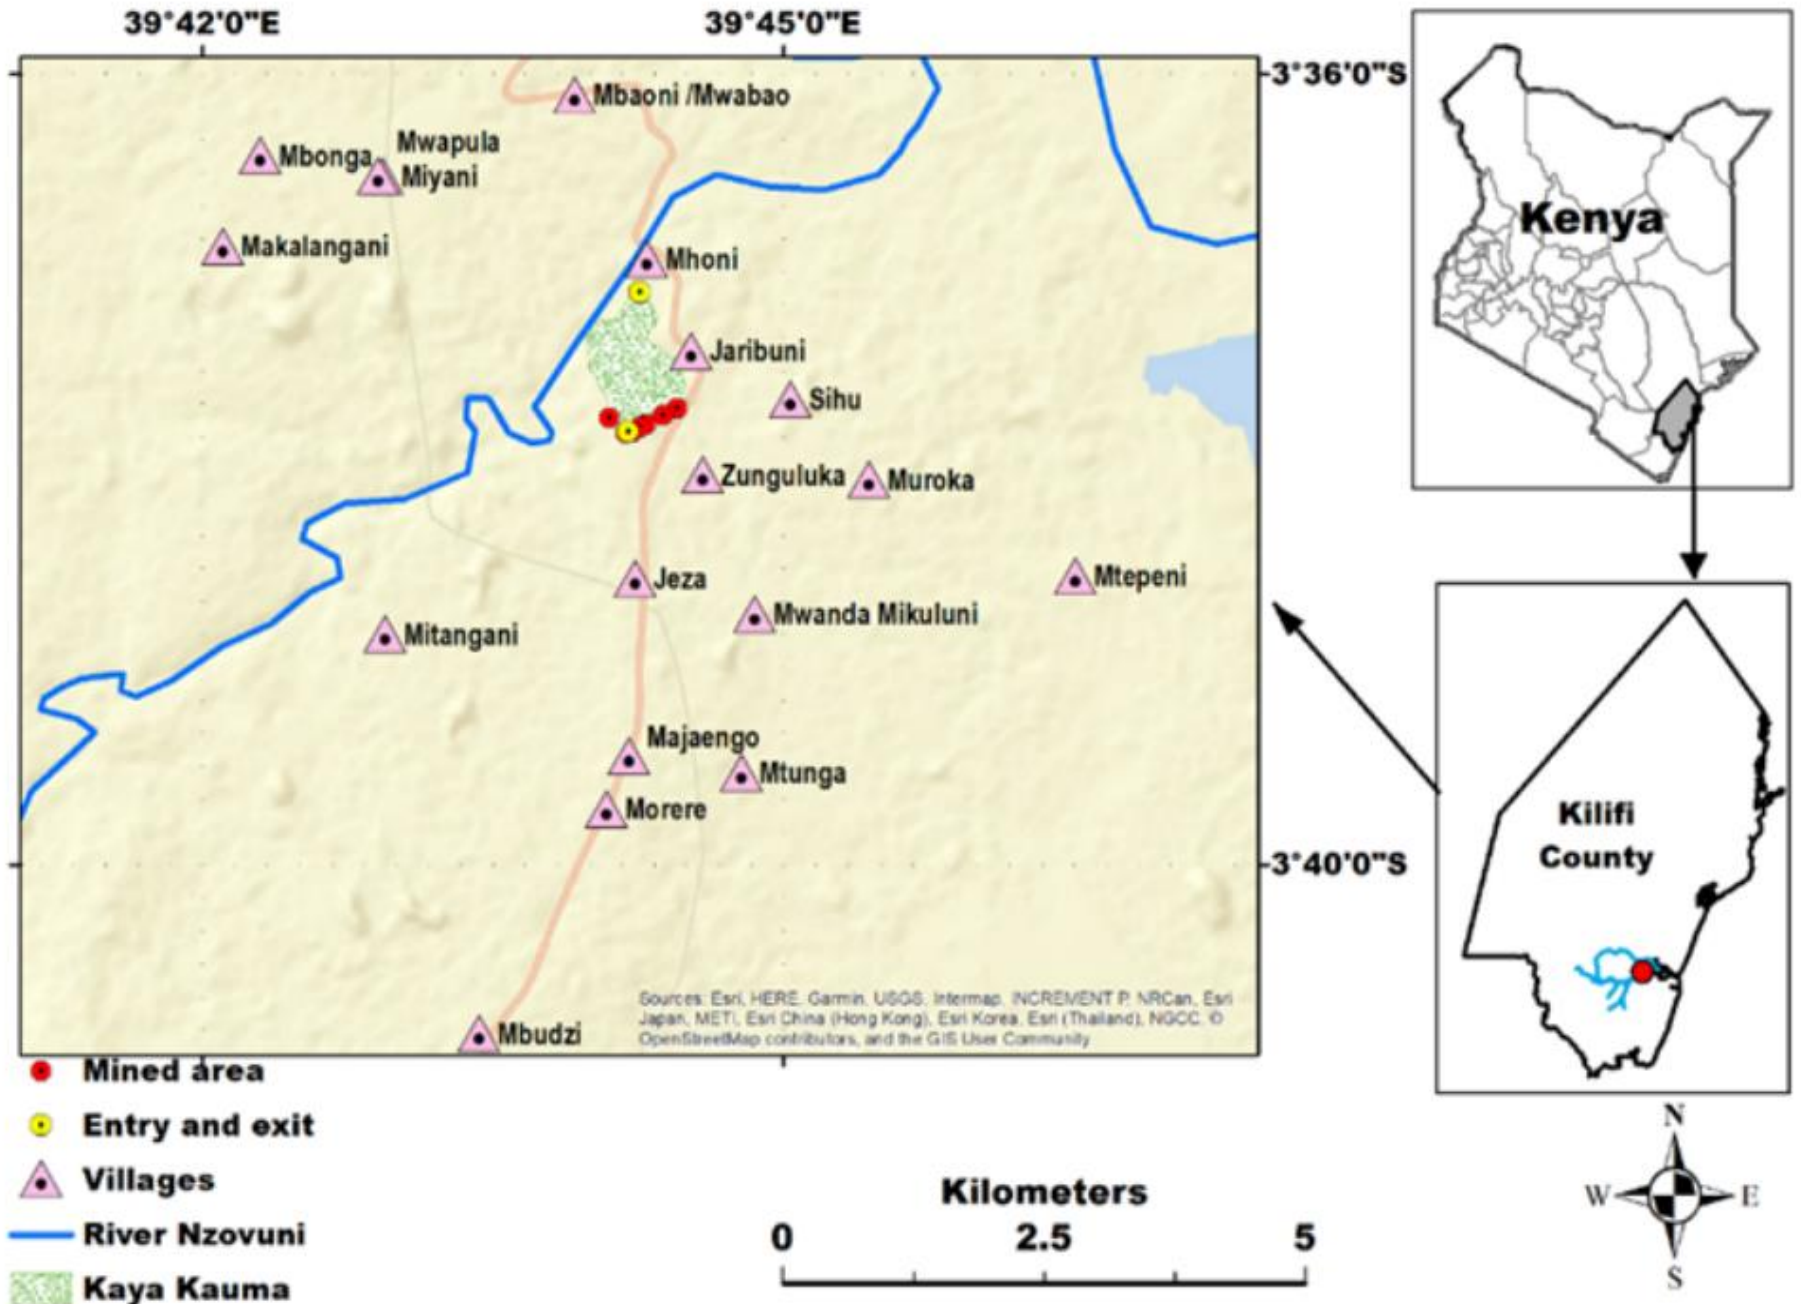 39°42'0"E
39°45'0"E
3°36'0"S
Mbaoni /Mwabao
Mbonga
Mwapula
Miyani
Makalangani
Mhoni
Jaribuni
Sihu
Zunguluka
Muroka
Jeza
Mtepeni
Mwanda Mikuluni
Mitangani
Majaengo
Mtunga
Morere
3°40'0"S
Mbudzi
Sources: Esri, HERE, Garmin, USGS, Intermap, INCREMENT P, NRCan, Esri
Japan, METI, Esri China (Hong Kong), Esri Korea, Esri (Thailand), NGCC, ©
OpenStreetMap contributors, and the GIS User Community
Kenya
Kilifi
County
Mined area
Entry and exit
Villages
River Nzovuni
Kaya Kauma
Kilometers
0 2.5 5
N
W E
S